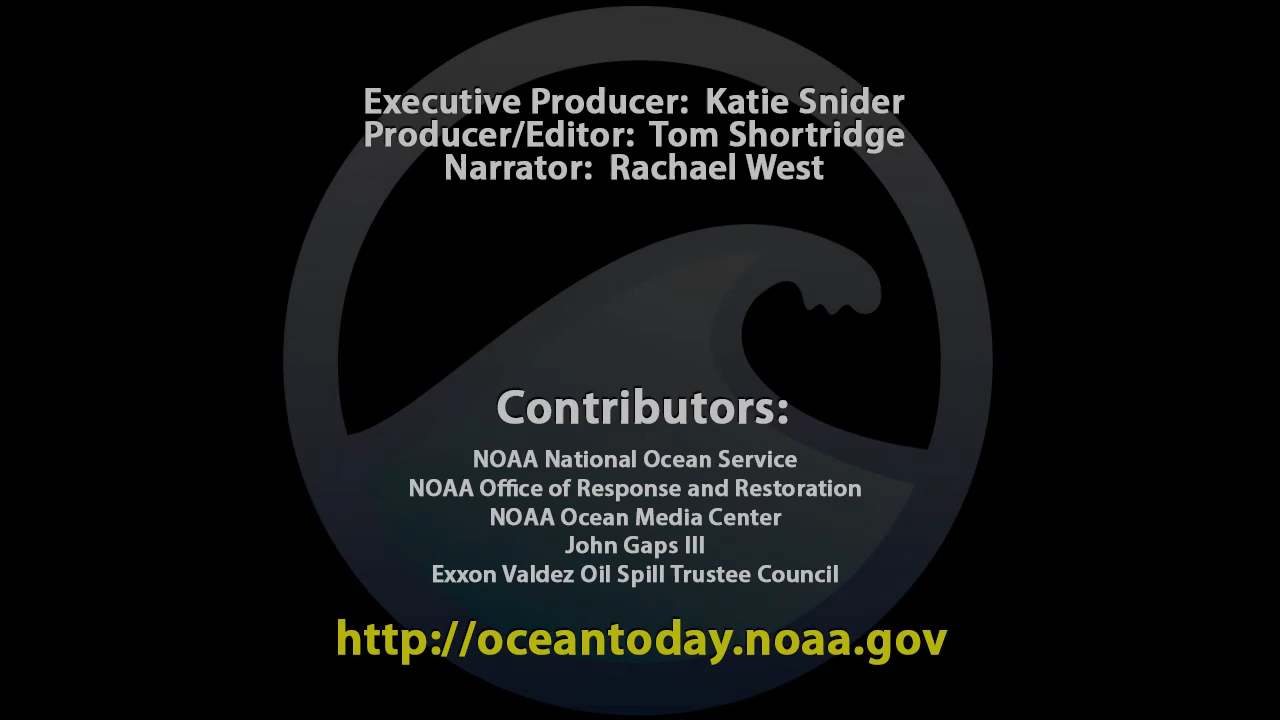 Executive Producer: Katie Snider
Producer/Editor: Tom Shortridge
Narrator: Rachael West
Contributors:
NOAA National Ocean Service
NOAA Office of Response and Restoration
NOAA Ocean Media Center
John Gaps III
Exxon Valdez Oil Spill Trustee Council
http://oceantoday.noaa.gov